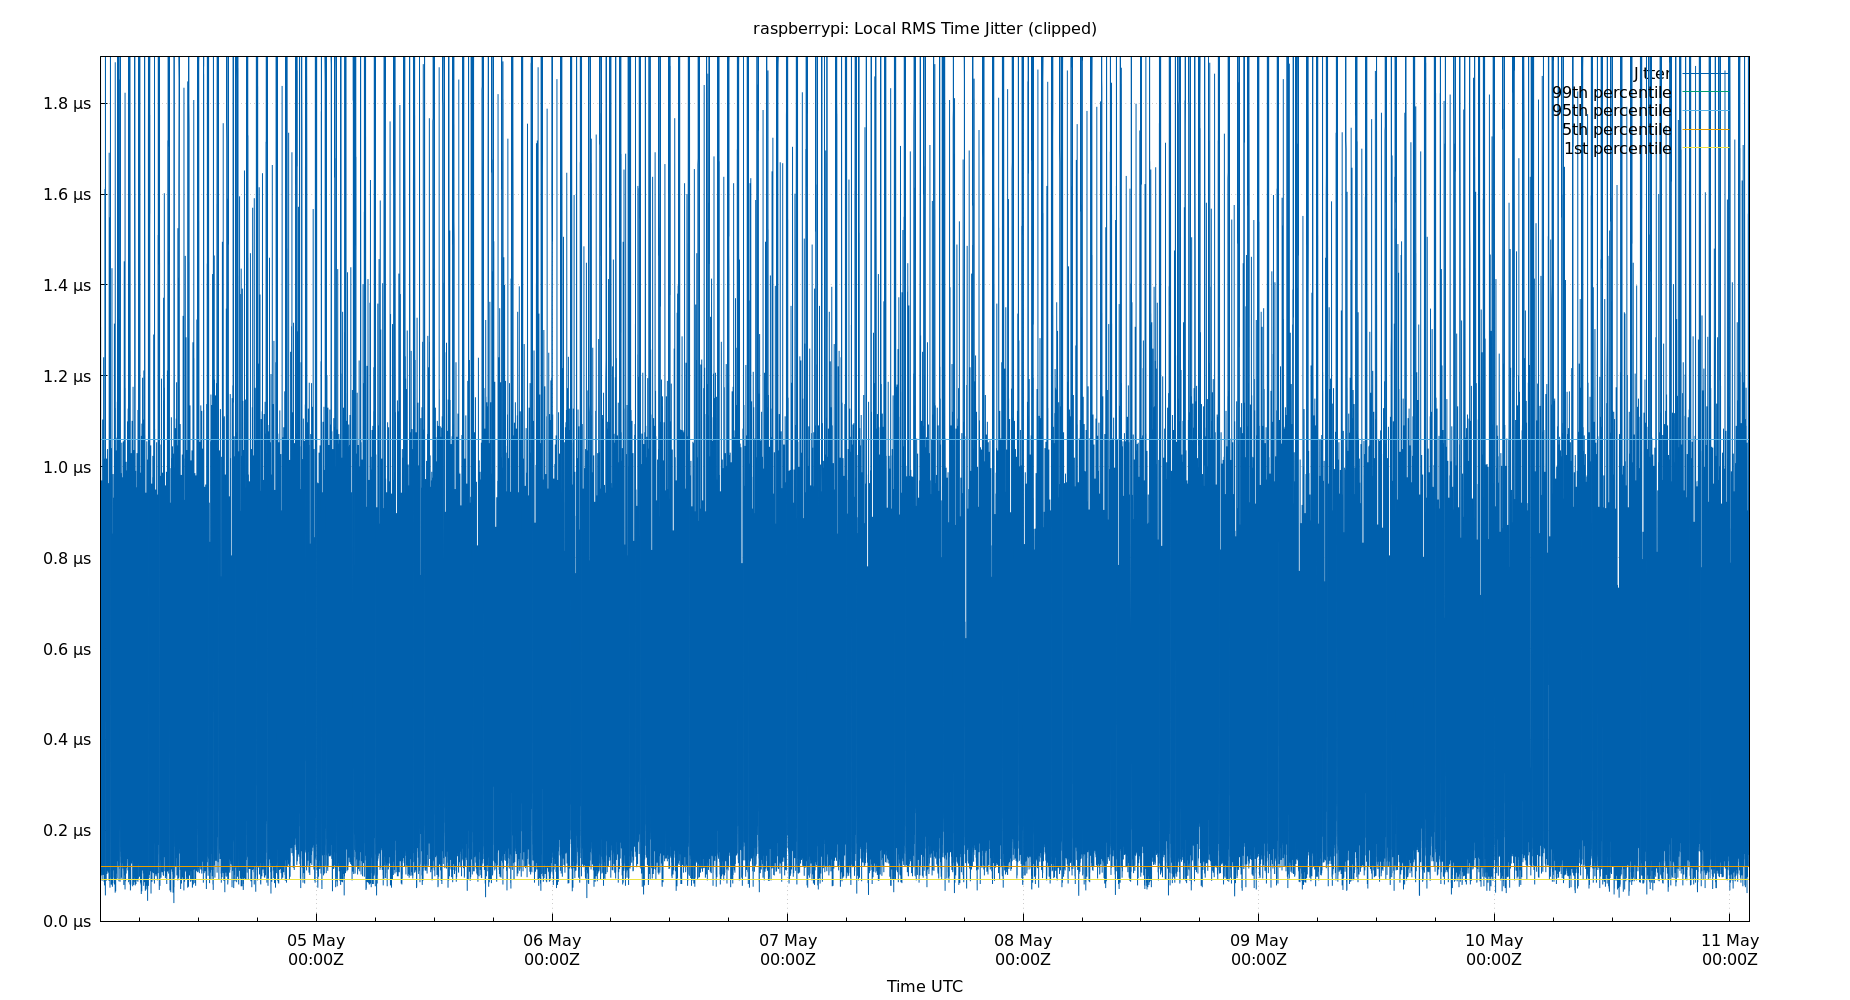 raspberrypi: Local RMS Time Jitter (clipped)
Jitter
99th percentile
95th percentile
5th percentile
1st percentile
1.8 µs
1.6 µs
1.4 µs
1.2 µs
1.0 µs
0.8 µs
0.6 µs
0.4 µs
0.2 µs
0.0 µs
05 May 06 May 07 May 08 May 09 May 10 May 11 May
00:00Z 00:00Z 00:00Z 00:00Z 00:00Z 00:00Z 00:00Z
Time UTC